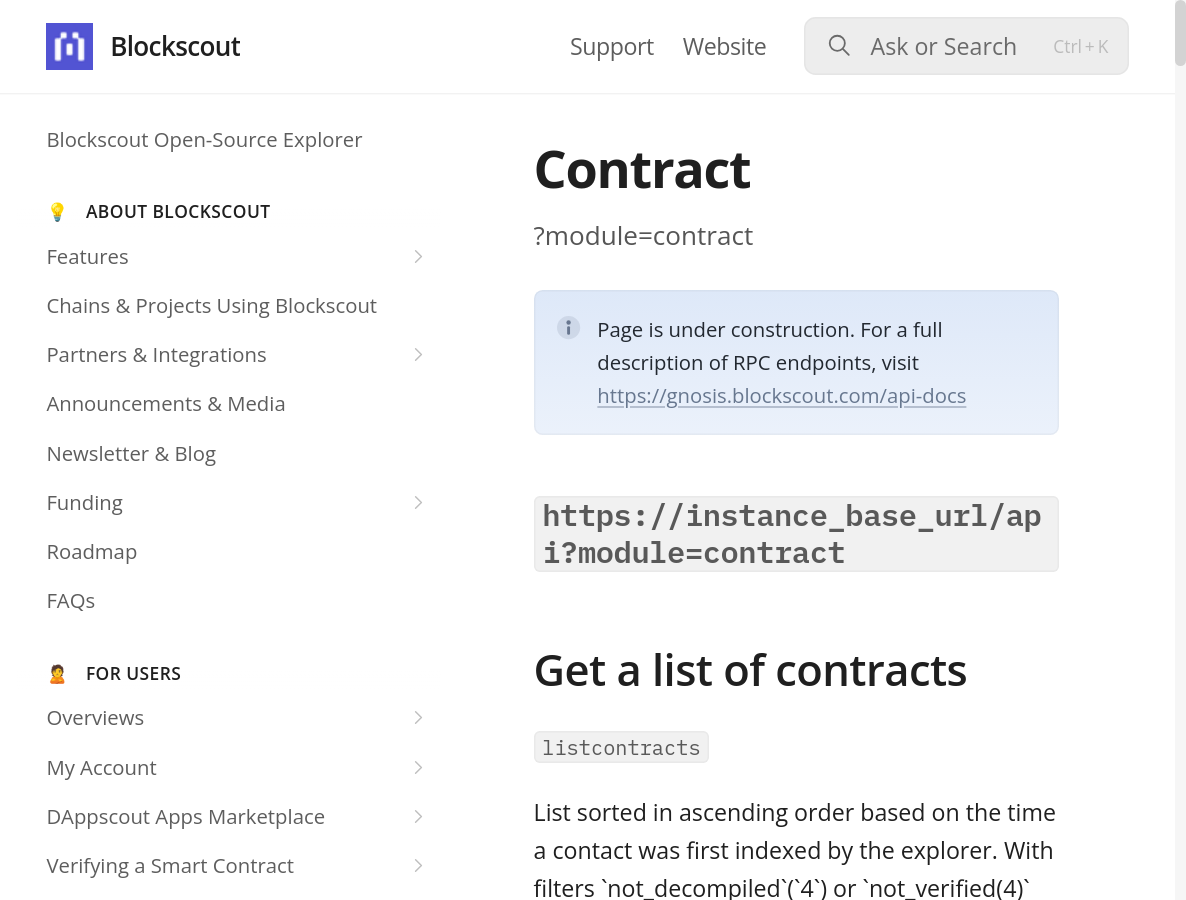 Blockscout
Support
Website
Ask or Search
Ctrl + K
Blockscout Open-Source Explorer
ABOUT BLOCKSCOUT
Features
Chains & Projects Using Blockscout
Partners & Integrations
Announcements & Media
Newsletter & Blog
Funding
Roadmap
FAQs
FOR USERS
Overviews
My Account
DAppscout Apps Marketplace
Verifying a Smart Contract
Contract
?module=contract
Page is under construction. For a full
description of RPC endpoints, visit
https://gnosis.blockscout.com/api-docs
https://instance_base_url/ap
i?module=contract
Get a list of contracts
listcontracts
List sorted in ascending order based on the time
a contact was first indexed by the explorer. With
filters `not_decompiled`(`4`) or `not_verified(4)`